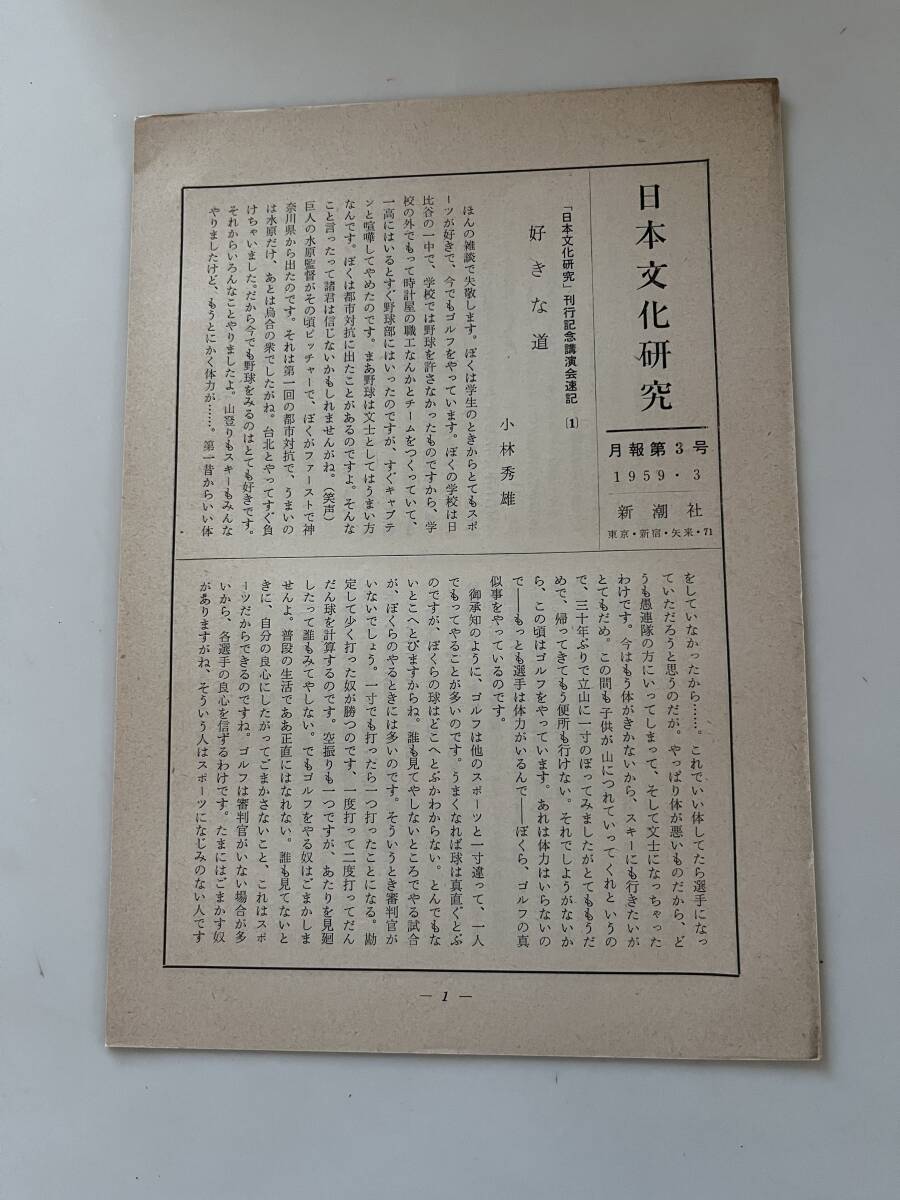 日本文化研究
月報第3号
1959・3
新潮社
東京・新宿・矢来・71
「日本文化研究」刊行記念講演会速記〔1〕
好きな道
小林秀雄
ほんの雑談で失敬します。ぼくは学生のときからとてもスポ
ーツが好きで、今でもゴルフをやっています。ぼくの学校は日
比谷の一中で、学校では野球を許さなかったものですから、学
校の外でもって時計屋の職工なんかとチームをつくっていて、
一高にはいるとすぐ野球部にはいったのですが、すぐキャプテ
ンと喧嘩してやめたのです。まあ野球は文士としてはうまい方
なんです。ぼくは都市対抗に出たことがあるのですよ。そんな
こと言ったって諸君は信じないかもしれませんがね。（笑声）
巨人の水原監督がその頃ピッチャーで、ぼくがファーストで神
奈川県から出たのです。それは第一回の都市対抗で、うまいの
は水原だけ、あとは烏合の衆でしたがね。台北とやってすぐ負
けちゃいました。だから今でも野球をみるのはとても好きです。
それからいろんなことやりましたよ。山登りもスキーもみんな
やりましたけど、もうとにかく体力が……。第一昔からいい体
をしていなかったから……。これでいい体してたら選手になっ
ていただろうと思うのだが。やっぱり体が悪いものだから、ど
うも愚連隊の方にいってしまって、そして文士になっちゃった
わけです。今はもう体がきかないから、スキーにも行きたいが
とてもだめ。この間も子供が山につれていってくれというの
で、三十年ぶりで立山に一寸のぼってみましたがとてももうだ
めで、帰ってきてもう便所も行けない。それでしようがないか
ら、この頃はゴルフをやっています。あれは体力はいらないの
で――もっとも選手は体力がいるんで――ぼくら、ゴルフの真
似事をやっているのです。
御承知のように、ゴルフは他のスポーツと一寸違って、一人
でもってやることが多いのです。うまくなれば球は真直ぐとぶ
のですが、ぼくらの球はどこへとぶかわからない。とんでもな
いとこへとびますからね。誰も見てやしないところでやる試合
が、ぼくらのやるときには多いのです。そういうとき審判官が
いないでしょう。一寸でも打ったら一つ打ったことになる。勘
定して少く打った奴が勝つのです、一度打って二度打ってだん
だん球を計算するのです。空振りも一つですが、あたりを見廻
したって誰もみてやしない。でもゴルフをやる奴はごまかしま
せんよ。普段の生活でああ正直にはなれない。誰も見てないと
きに、自分の良心にしたがってごまかさないこと、これはスポ
ーツだからできるのですね。ゴルフは審判官がいない場合が多
いから、各選手の良心を信ずるわけです。たまにはごまかす奴
がありますがね、そういう人はスポーツになじみのない人です
— 1 —